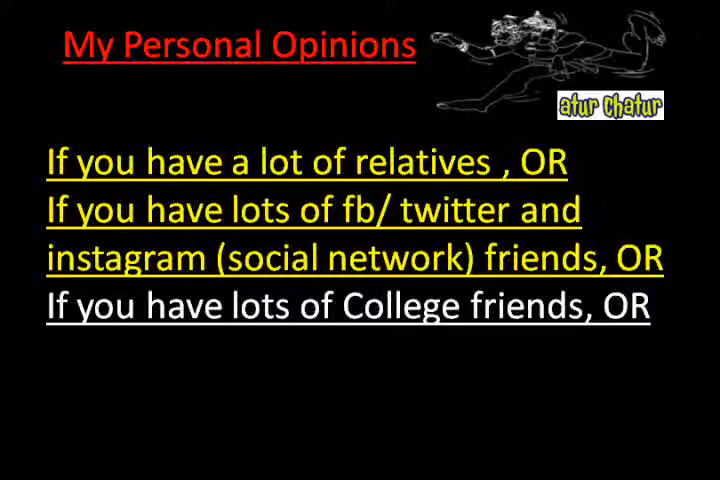 My Personal Opinions
atur chatur
If you have a lot of relatives , OR
If you have lots of fb/ twitter and
instagram (social network) friends, OR
If you have lots of College friends, OR